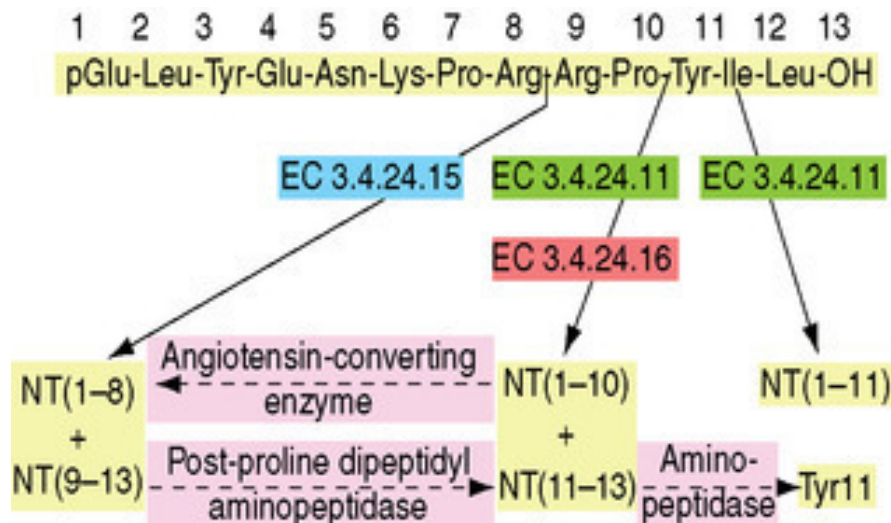 1 2 3 4 5 6 7 8 9 10 11 12 13
pGlu-Leu-Tyr-Glu-Asn-Lys-Pro-Arg-Arg-Pro-Tyr-Ile-Leu-OH
EC 3.4.24.15 EC 3.4.24.11 EC 3.4.24.11
EC 3.4.24.16
Angiotensin-converting
enzyme
NT(1–8)
+
NT(9–13)
NT(1–10)
+
NT(11–13)
NT(1–11)
Post-proline dipeptidyl
aminopeptidase
Amino-
peptidase
Tyr11